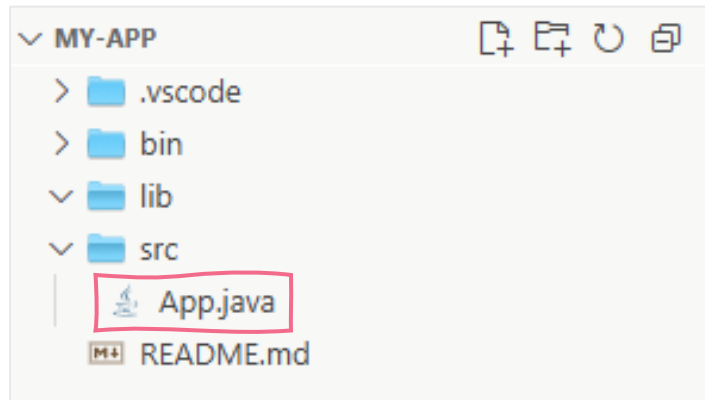 MY-APP
.vscode
bin
lib
src
App.java
M↓ README.md